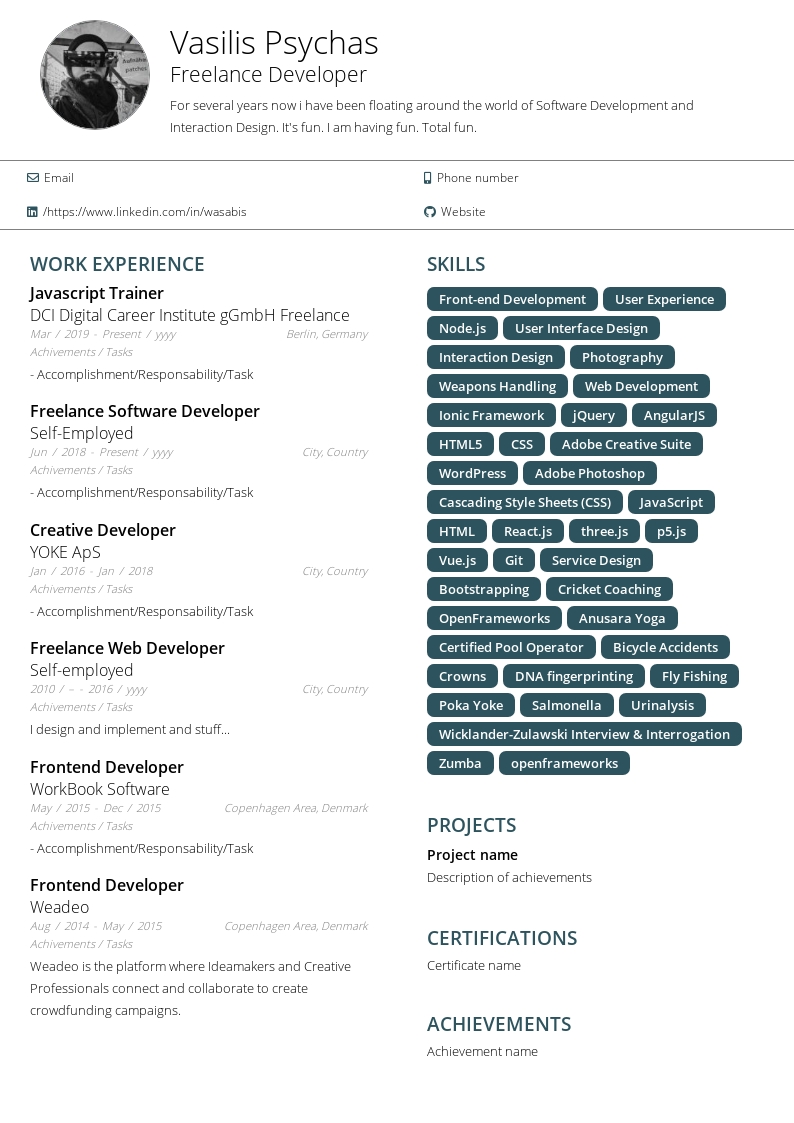 Vasilis Psychas
Freelance Developer
For several years now i have been floating around the world of Software Development and
Interaction Design. It's fun. I am having fun. Total fun.
Email
Phone number
/https://www.linkedin.com/in/wasabis
Website
WORK EXPERIENCE
Javascript Trainer
DCI Digital Career Institute gGmbH Freelance
Mar / 2019 - Present / yyyy Berlin, Germany
Achivements / Tasks
- Accomplishment/Responsability/Task
Freelance Software Developer
Self-Employed
Jun / 2018 - Present / yyyy City, Country
Achivements / Tasks
- Accomplishment/Responsability/Task
Creative Developer
YOKE ApS
Jan / 2016 - Jan / 2018 City, Country
Achivements / Tasks
- Accomplishment/Responsability/Task
Freelance Web Developer
Self-employed
2010 / – - 2016 / yyyy City, Country
Achivements / Tasks
I design and implement and stuff...
Frontend Developer
WorkBook Software
May / 2015 - Dec / 2015 Copenhagen Area, Denmark
Achivements / Tasks
- Accomplishment/Responsability/Task
Frontend Developer
Weadeo
Aug / 2014 - May / 2015 Copenhagen Area, Denmark
Achivements / Tasks
Weadeo is the platform where Ideamakers and Creative
Professionals connect and collaborate to create
crowdfunding campaigns.
SKILLS
Front-end Development User Experience
Node.js User Interface Design
Interaction Design Photography
Weapons Handling Web Development
Ionic Framework jQuery AngularJS
HTML5 CSS Adobe Creative Suite
WordPress Adobe Photoshop
Cascading Style Sheets (CSS) JavaScript
HTML React.js three.js p5.js
Vue.js Git Service Design
Bootstrapping Cricket Coaching
OpenFrameworks Anusara Yoga
Certified Pool Operator Bicycle Accidents
Crowns DNA fingerprinting Fly Fishing
Poka Yoke Salmonella Urinalysis
Wicklander-Zulawski Interview & Interrogation
Zumba openframeworks
PROJECTS
Project name
Description of achievements
CERTIFICATIONS
Certificate name
ACHIEVEMENTS
Achievement name